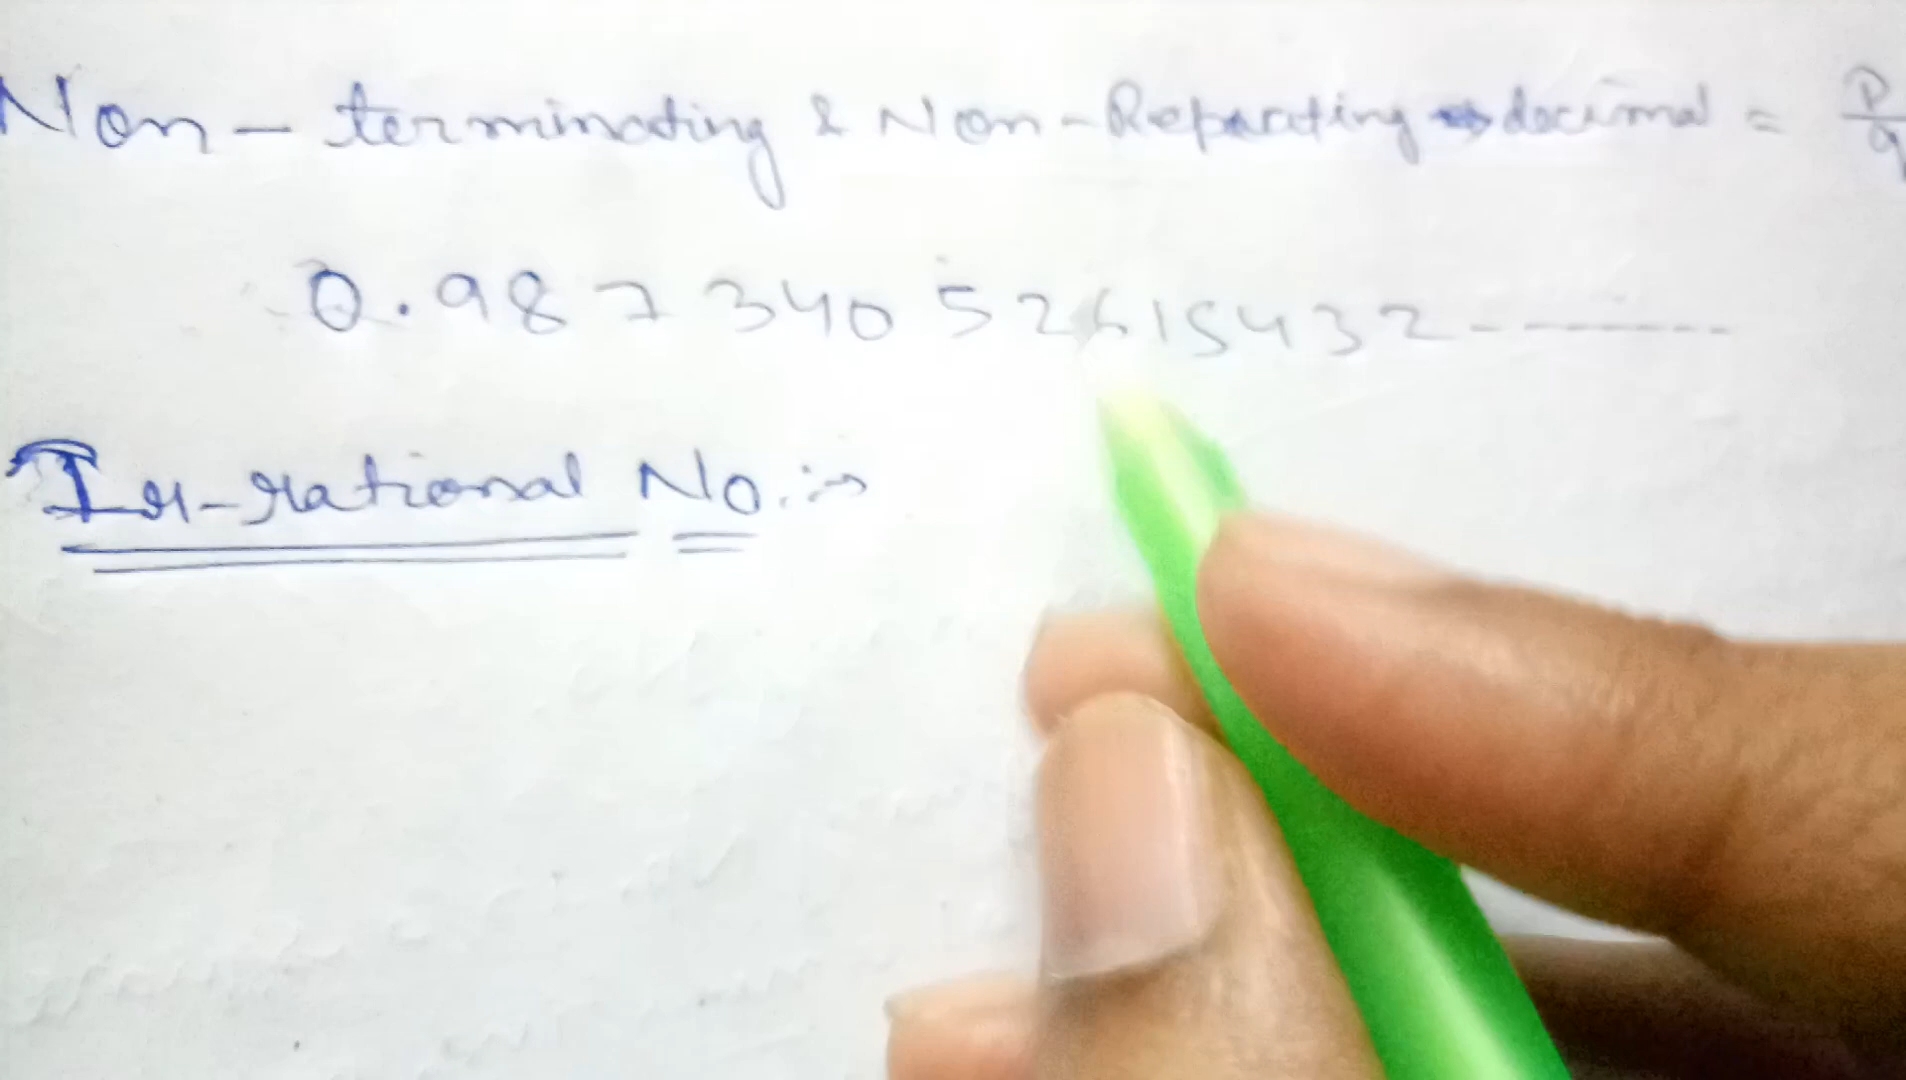 Non-terminating & Non-Repeating decimal = p/q
0.98734052615432-------
Ir-rational No. :→